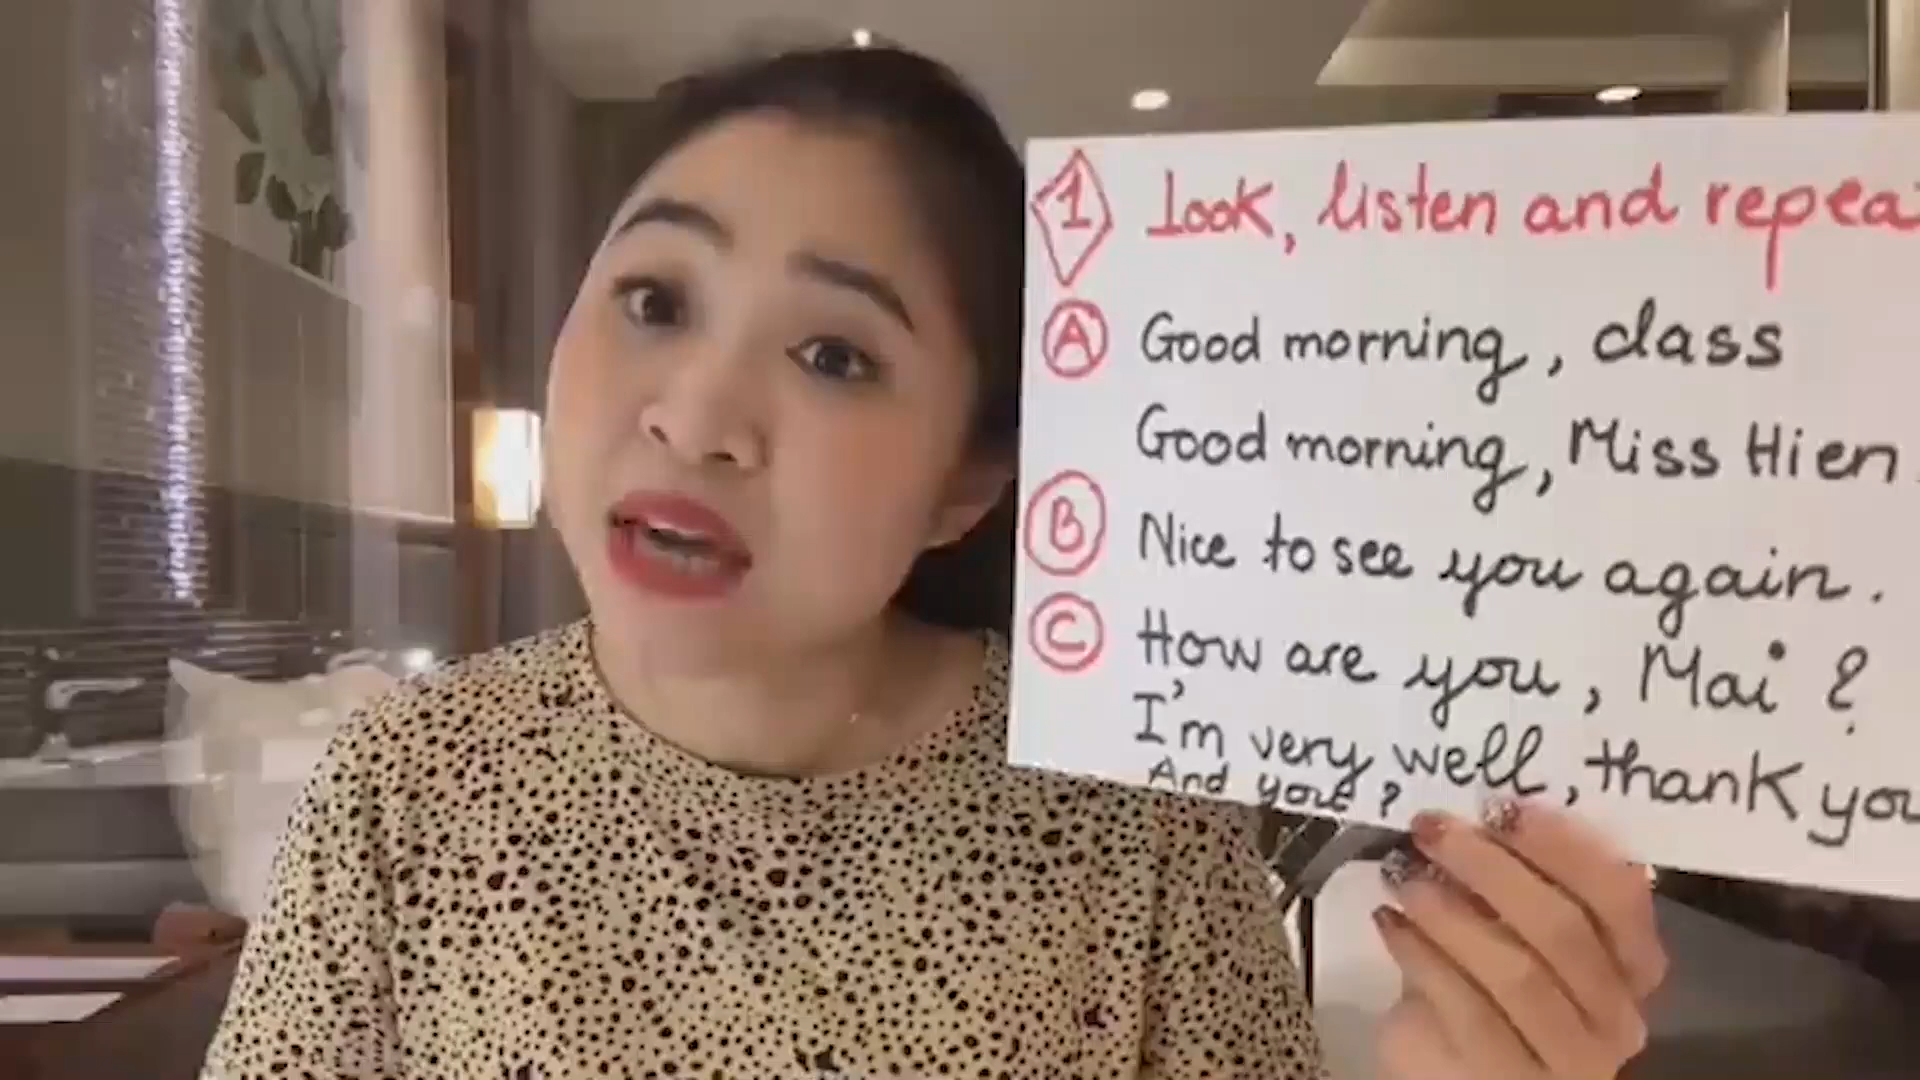 1 Look, listen and repea
A Good morning, class
Good morning, Miss Hien.
B Nice to see you again.
C How are you, Mai ?
I'm very well, thank you
And you ?